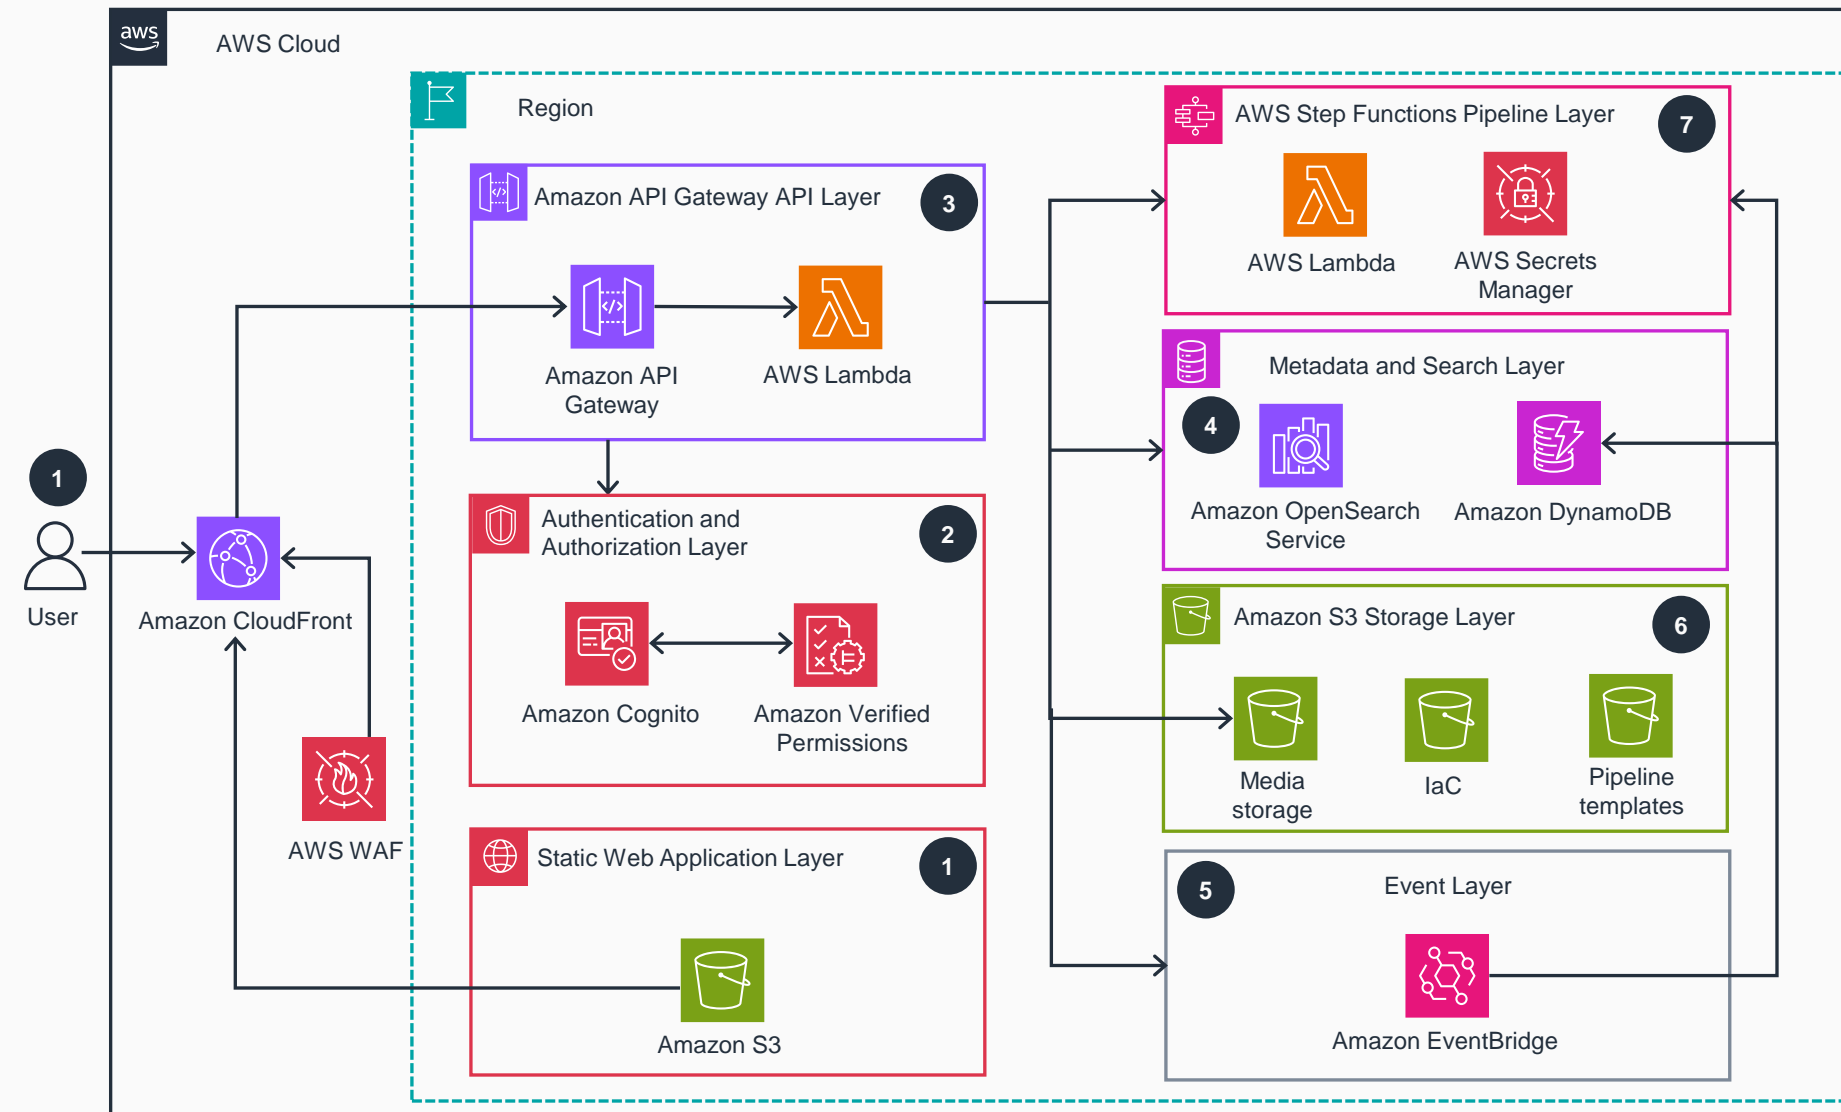 aws
AWS Cloud
Region
Amazon API Gateway API Layer
3
Amazon API
Gateway
AWS Lambda
AWS Step Functions Pipeline Layer
7
AWS Lambda
AWS Secrets
Manager
Metadata and Search Layer
4
Amazon OpenSearch
Service
Amazon DynamoDB
1
User
Amazon CloudFront
AWS WAF
Authentication and
Authorization Layer
2
Amazon Cognito
Amazon Verified
Permissions
Amazon S3 Storage Layer
6
Media
storage
IaC
Pipeline
templates
Static Web Application Layer
1
Amazon S3
Event Layer
5
Amazon EventBridge